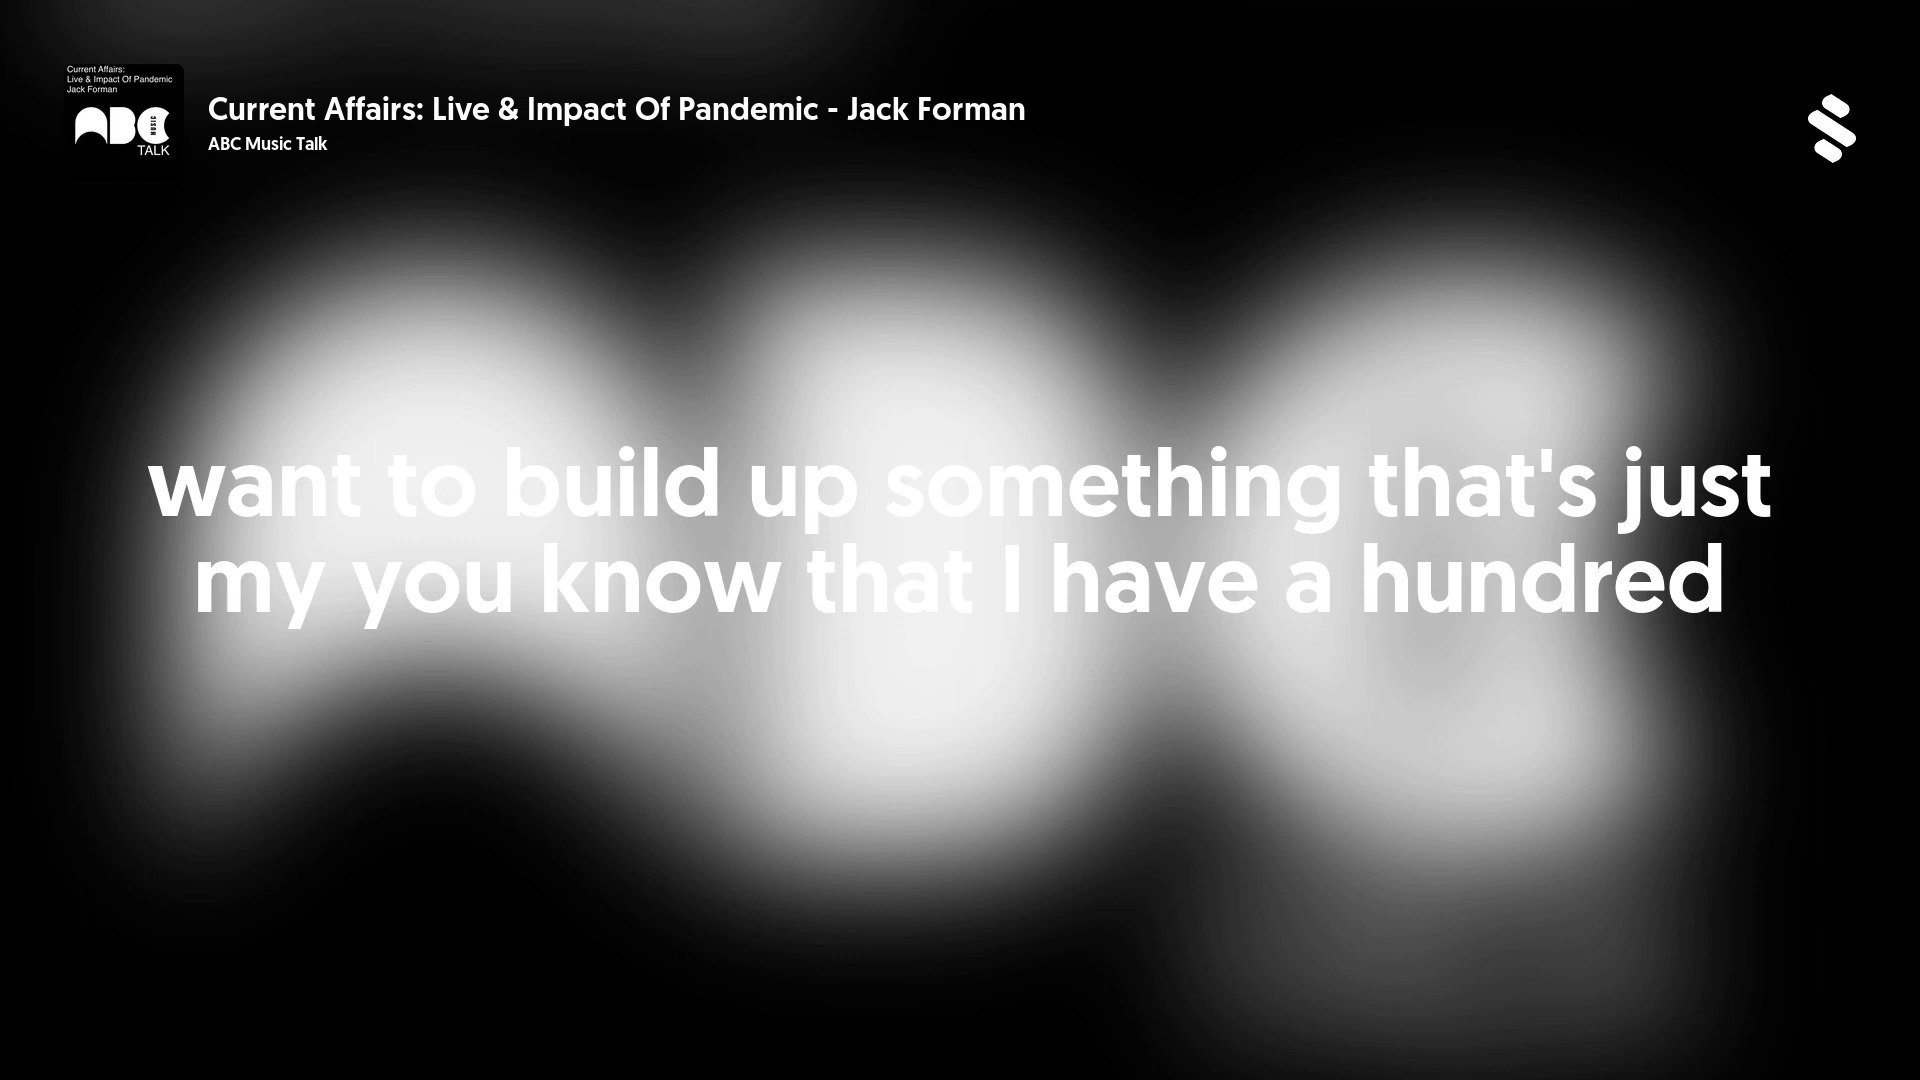 Current Affairs:
Live & Impact Of Pandemic
Jack Forman
ABC
MUSIC
TALK
Current Affairs: Live & Impact Of Pandemic - Jack Forman
ABC Music Talk
want to build up something that's just
my you know that I have a hundred